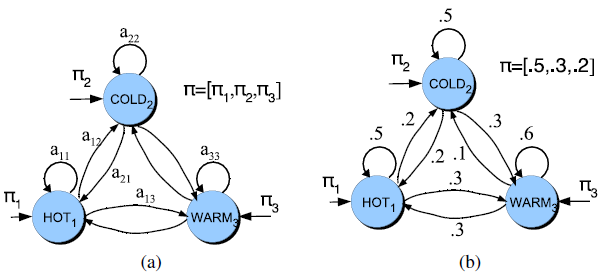 a₂₂
π₂
COLD₂
π=[π₁,π₂,π₃]
a₁₂
a₁₁
a₂₁
a₃₃
a₁₃
π₁
HOT₁
WARM₃
π₃
(a)
.5
π₂
COLD₂
π=[.5,.3,.2]
.5
.2
.3
.2
.1
.6
.3
π₁
HOT₁
WARM₃
π₃
.3
(b)